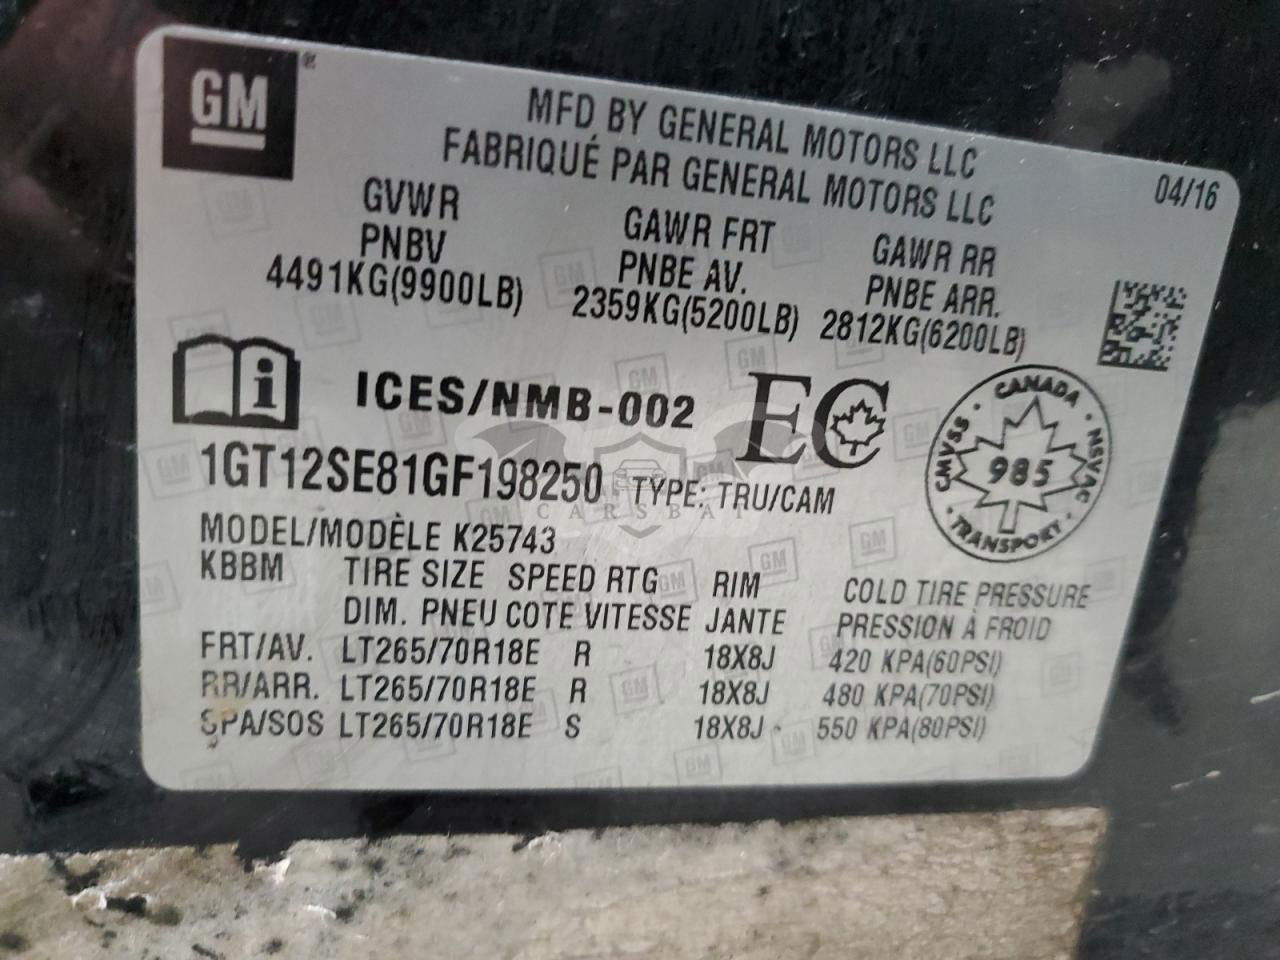 GM®
MFD BY GENERAL MOTORS LLC
FABRIQUÉ PAR GENERAL MOTORS LLC
04/16
GVWR GAWR FRT GAWR RR
PNBV PNBE AV. PNBE ARR.
4491KG(9900LB) 2359KG(5200LB) 2812KG(6200LB)
ICES/NMB-002 EC
CANADA CMVSS 985 NSVAC TRANSPORT
1GT12SE81GF198250 TYPE: TRU/CAM
CARSBAT
MODEL/MODÈLE K25743
KBBM TIRE SIZE SPEED RTG RIM COLD TIRE PRESSURE
DIM. PNEU COTE VITESSE JANTE PRESSION À FROID
FRT/AV. LT265/70R18E R 18X8J 420 KPA(60PSI)
RR/ARR. LT265/70R18E R 18X8J 480 KPA(70PSI)
SPA/SOS LT265/70R18E S 18X8J 550 KPA(80PSI)